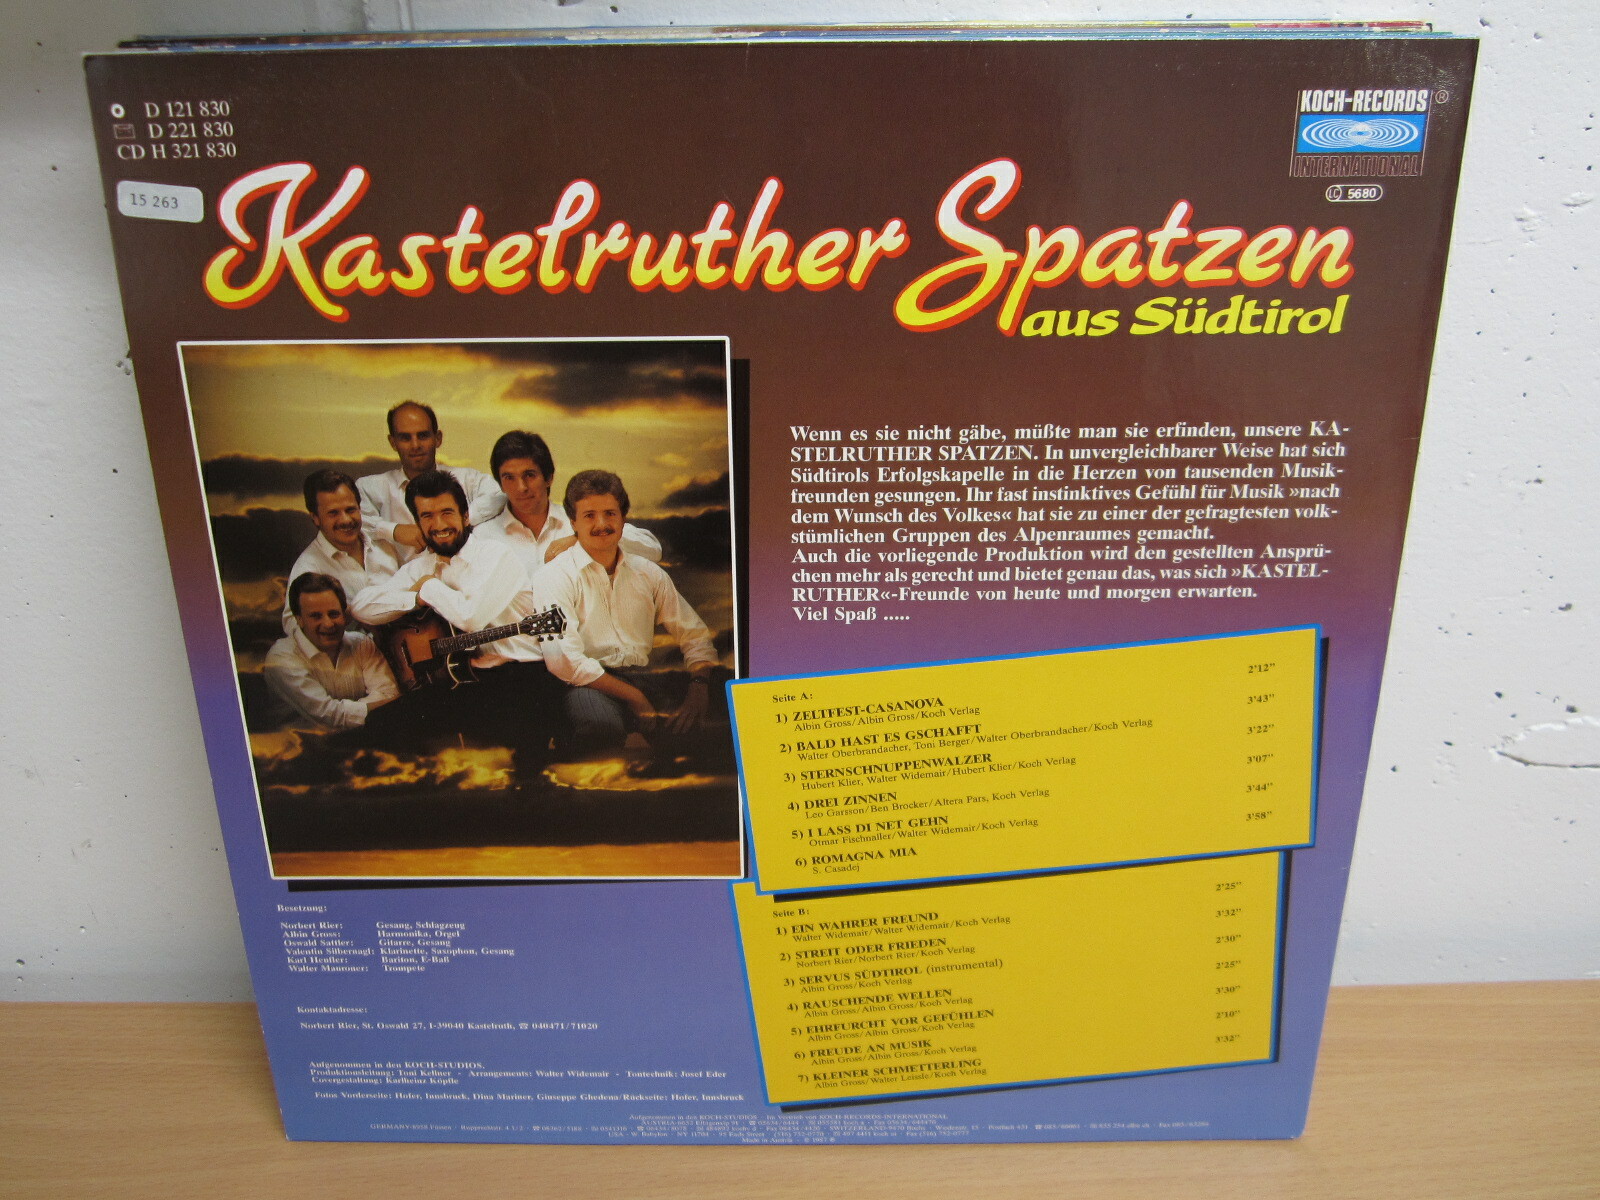 D 121 830
D 221 830
CD H 321 830
15 263
KOCH-RECORDS ®
INTERNATIONAL
LC 5680
Kastelruther Spatzen
aus Südtirol
Wenn es sie nicht gäbe, müßte man sie erfinden, unsere KA-
STELRUTHER SPATZEN. In unvergleichbarer Weise hat sich
Südtirols Erfolgskapelle in die Herzen von tausenden Musik-
freunden gesungen. Ihr fast instinktives Gefühl für Musik »nach
dem Wunsch des Volkes« hat sie zu einer der gefragtesten volk-
stümlichen Gruppen des Alpenraumes gemacht.
Auch die vorliegende Produktion wird den gestellten Ansprü-
chen mehr als gerecht und bietet genau das, was sich »KASTEL-
RUTHER«-Freunde von heute und morgen erwarten.
Viel Spaß .....
Seite A:
1) ZELTFEST-CASANOVA 2'12"
Albin Gross/Albin Gross/Koch Verlag
2) BALD HAST ES GSCHAFFT 3'43"
Walter Oberbrandacher, Toni Berger/Walter Oberbrandacher/Koch Verlag
3) STERNSCHNUPPENWALZER 3'22"
Hubert Klier, Walter Widemair/Hubert Klier/Koch Verlag
4) DREI ZINNEN 3'07"
Leo Garsson/Ben Brocker/Altera Pars, Koch Verlag
5) I LASS DI NET GEHN 3'44"
Otmar Fischnaller/Walter Widemair/Koch Verlag
6) ROMAGNA MIA 3'58"
S. Casadej
Seite B:
1) EIN WAHRER FREUND 2'25"
Walter Widemair/Walter Widemair/Koch Verlag
2) STREIT ODER FRIEDEN 3'32"
Norbert Rier/Norbert Rier/Koch Verlag
3) SERVUS SÜDTIROL (instrumental) 2'30"
Albin Gross/Koch Verlag
4) RAUSCHENDE WELLEN 2'25"
Albin Gross/Albin Gross/Koch Verlag
5) EHRFURCHT VOR GEFÜHLEN 3'30"
Albin Gross/Albin Gross/Koch Verlag
6) FREUDE AN MUSIK 2'10"
Albin Gross/Albin Gross/Koch Verlag
7) KLEINER SCHMETTERLING 3'32"
Albin Gross/Walter Leissle/Koch Verlag
Besetzung:
Norbert Rier: Gesang, Schlagzeug
Albin Gross: Harmonika, Orgel
Oswald Sattler: Gitarre, Gesang
Valentin Silbernagl: Klarinette, Saxophon, Gesang
Karl Heufler: Bariton, E-Baß
Walter Mauroner: Trompete
Kontaktadresse:
Norbert Rier, St. Oswald 27, I-39040 Kastelruth, ☎ 040471/71020
Aufgenommen in den KOCH-STUDIOS.
Produktionsleitung: Toni Kellner - Arrangements: Walter Widemair - Tontechnik: Josef Eder
Covergestaltung: Karlheinz Köpfle
Fotos Vorderseite: Hofer, Innsbruck, Dina Mariner, Giuseppe Ghedena/Rückseite: Hofer, Innsbruck
Aufgenommen in den KOCH-STUDIOS - Im Vertrieb von KOCH-RECORDS-INTERNATIONAL
Made in Austria